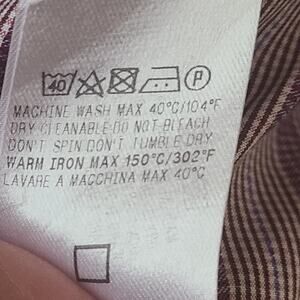 40 P
MACHINE WASH MAX 40°C/104°F
DRY CLEANABLE-DO NOT BLEACH
DON'T SPIN DON'T TUMBLE DRY
WARM IRON MAX 150°C/302°F
LAVARE A MACCHINA MAX 40°C